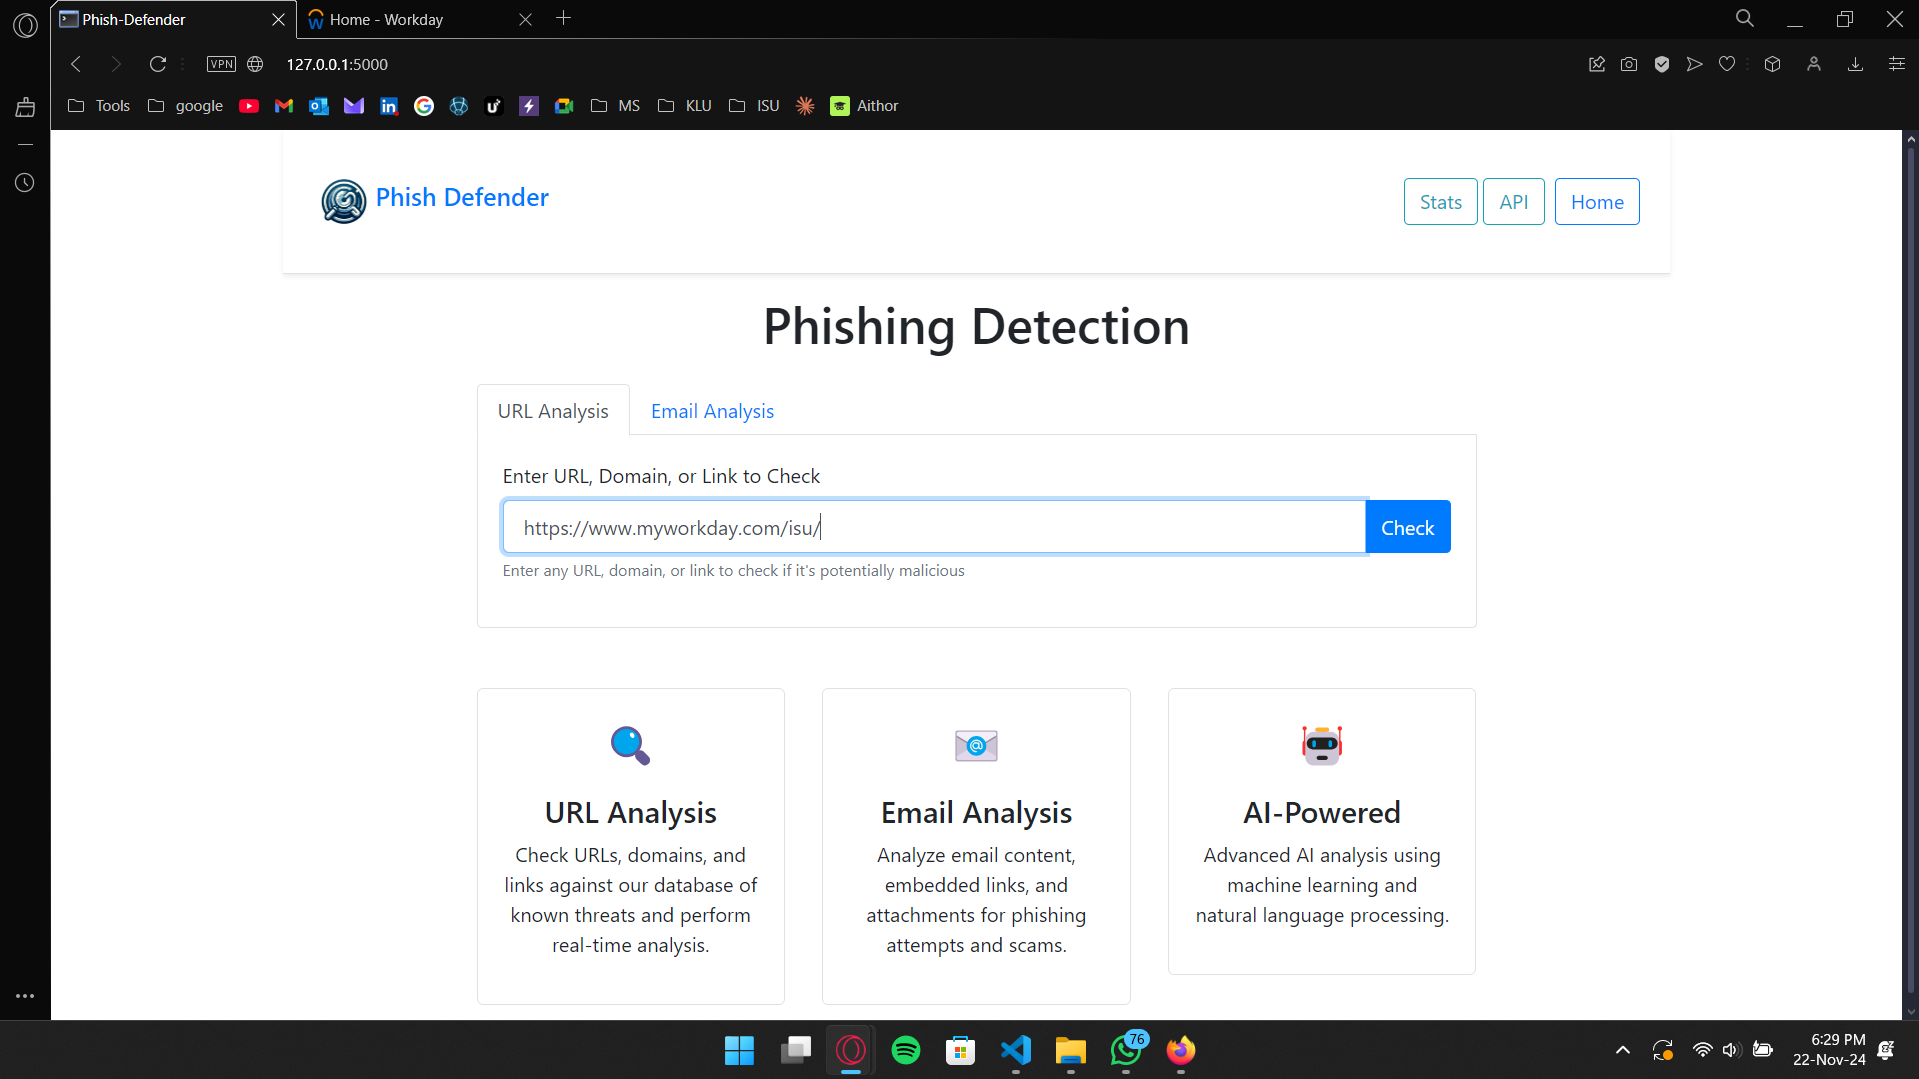 Phish-Defender
Home - Workday
VPN
127.0.0.1:5000
Tools
google
MS
KLU
ISU
Aithor
Phish Defender
Stats
API
Home
Phishing Detection
URL Analysis
Email Analysis
Enter URL, Domain, or Link to Check
https://www.myworkday.com/isu/
Check
Enter any URL, domain, or link to check if it's potentially malicious
URL Analysis
Check URLs, domains, and
links against our database of
known threats and perform
real-time analysis.
Email Analysis
Analyze email content,
embedded links, and
attachments for phishing
attempts and scams.
AI-Powered
Advanced AI analysis using
machine learning and
natural language processing.
76
6:29 PM
22-Nov-24